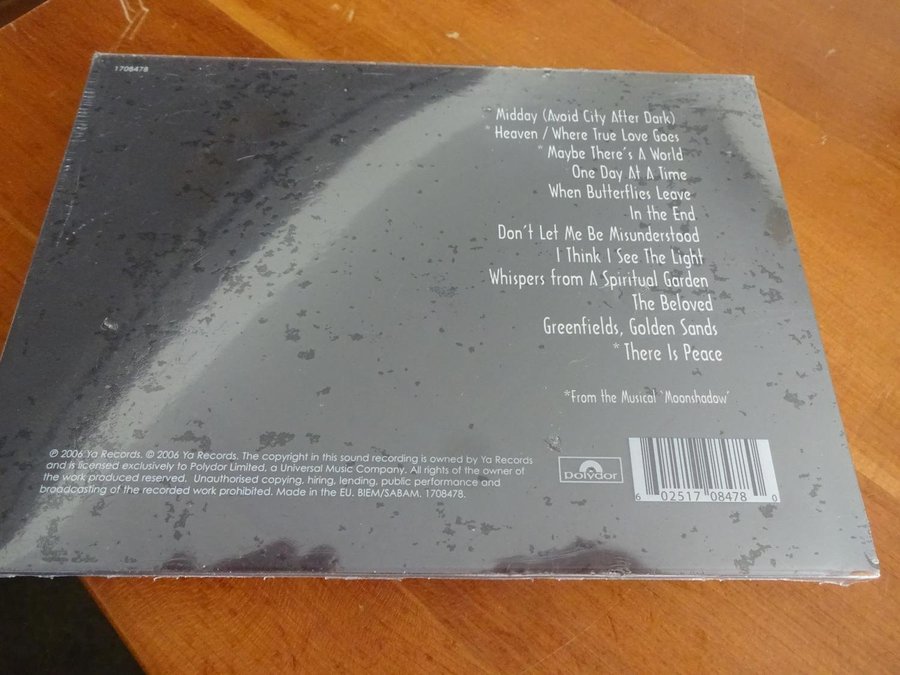 1706478
* Midday (Avoid City After Dark)
* Heaven / Where True Love Goes
* Maybe There's A World
One Day At A Time
When Butterflies Leave
In the End
Don't Let Me Be Misunderstood
I Think I See The Light
Whispers from A Spiritual Garden
The Beloved
Greenfields, Golden Sands
* There Is Peace
*From the Musical 'Moonshadow'
℗ 2006 Ya Records. © 2006 Ya Records. The copyright in this sound recording is owned by Ya Records
and is licensed exclusively to Polydor Limited, a Universal Music Company. All rights of the owner of
the work produced reserved. Unauthorised copying, hiring, lending, public performance and
broadcasting of the recorded work prohibited. Made in the EU. BIEM/SABAM. 1708478.
polydor
6 02517 08478 0